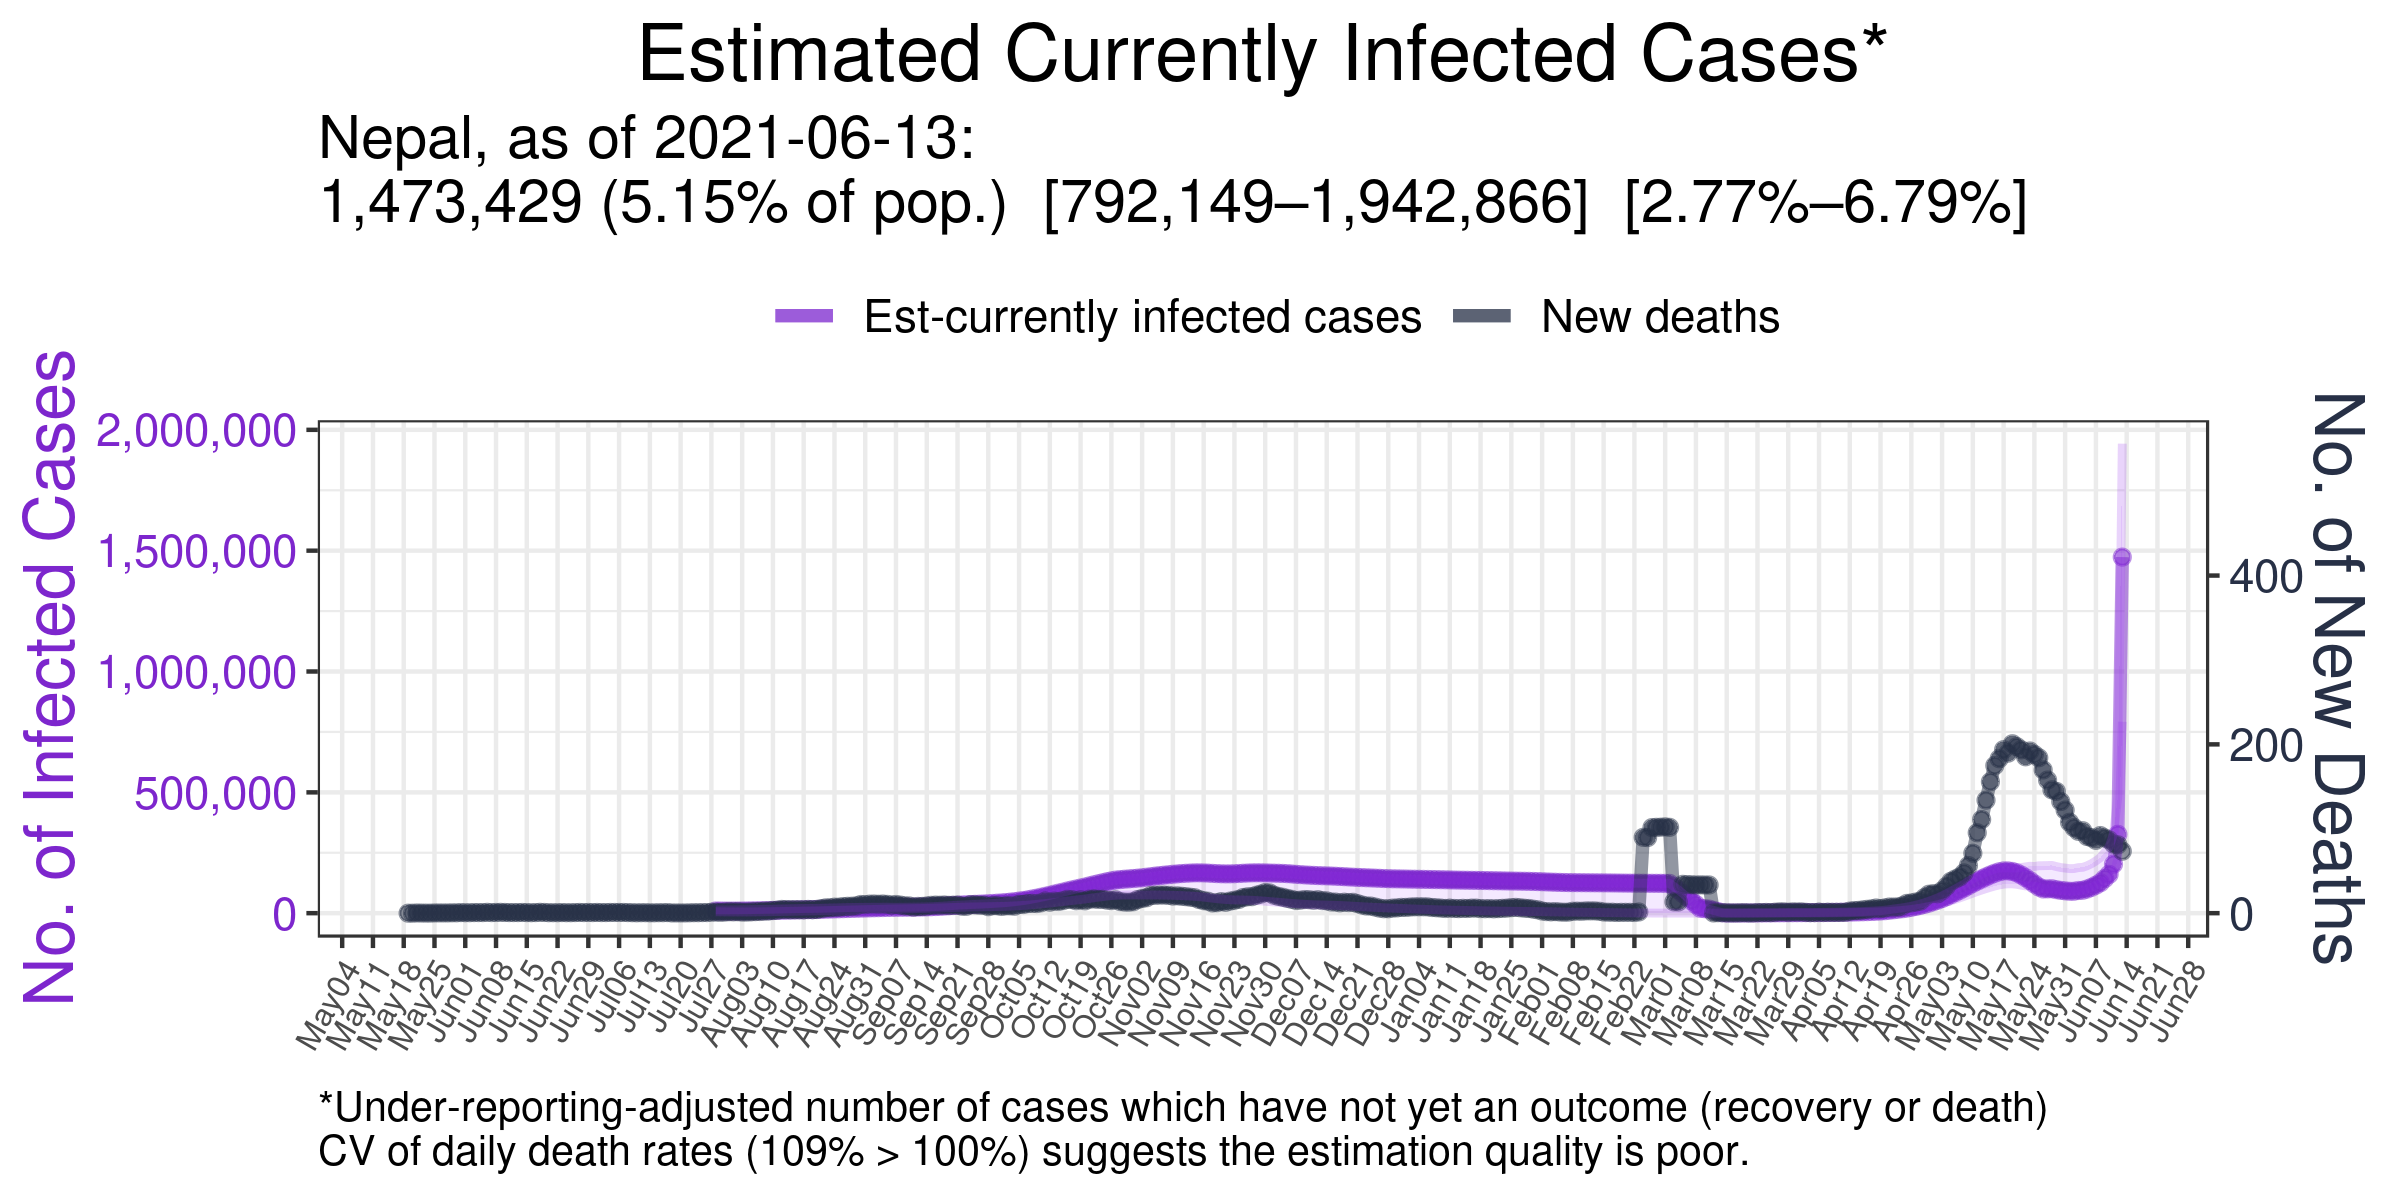 Estimated Currently Infected Cases*
Nepal, as of 2021-06-13:
1,473,429 (5.15% of pop.) [792,149–1,942,866] [2.77%–6.79%]
Est-currently infected cases New deaths
No. of Infected Cases
2,000,000
1,500,000
1,000,000
500,000
0
No. of New Deaths
400
200
0
May04 May11 May18 May25 Jun01 Jun08 Jun15 Jun22 Jun29 Jul06 Jul13 Jul20 Jul27 Aug03 Aug10 Aug17 Aug24 Aug31 Sep07 Sep14 Sep21 Sep28 Oct05 Oct12 Oct19 Oct26 Nov02 Nov09 Nov16 Nov23 Nov30 Dec07 Dec14 Dec21 Dec28 Jan04 Jan11 Jan18 Jan25 Feb01 Feb08 Feb15 Feb22 Mar01 Mar08 Mar15 Mar22 Mar29 Apr05 Apr12 Apr19 Apr26 May03 May10 May17 May24 May31 Jun07 Jun14 Jun21 Jun28
*Under-reporting-adjusted number of cases which have not yet an outcome (recovery or death)
CV of daily death rates (109% > 100%) suggests the estimation quality is poor.